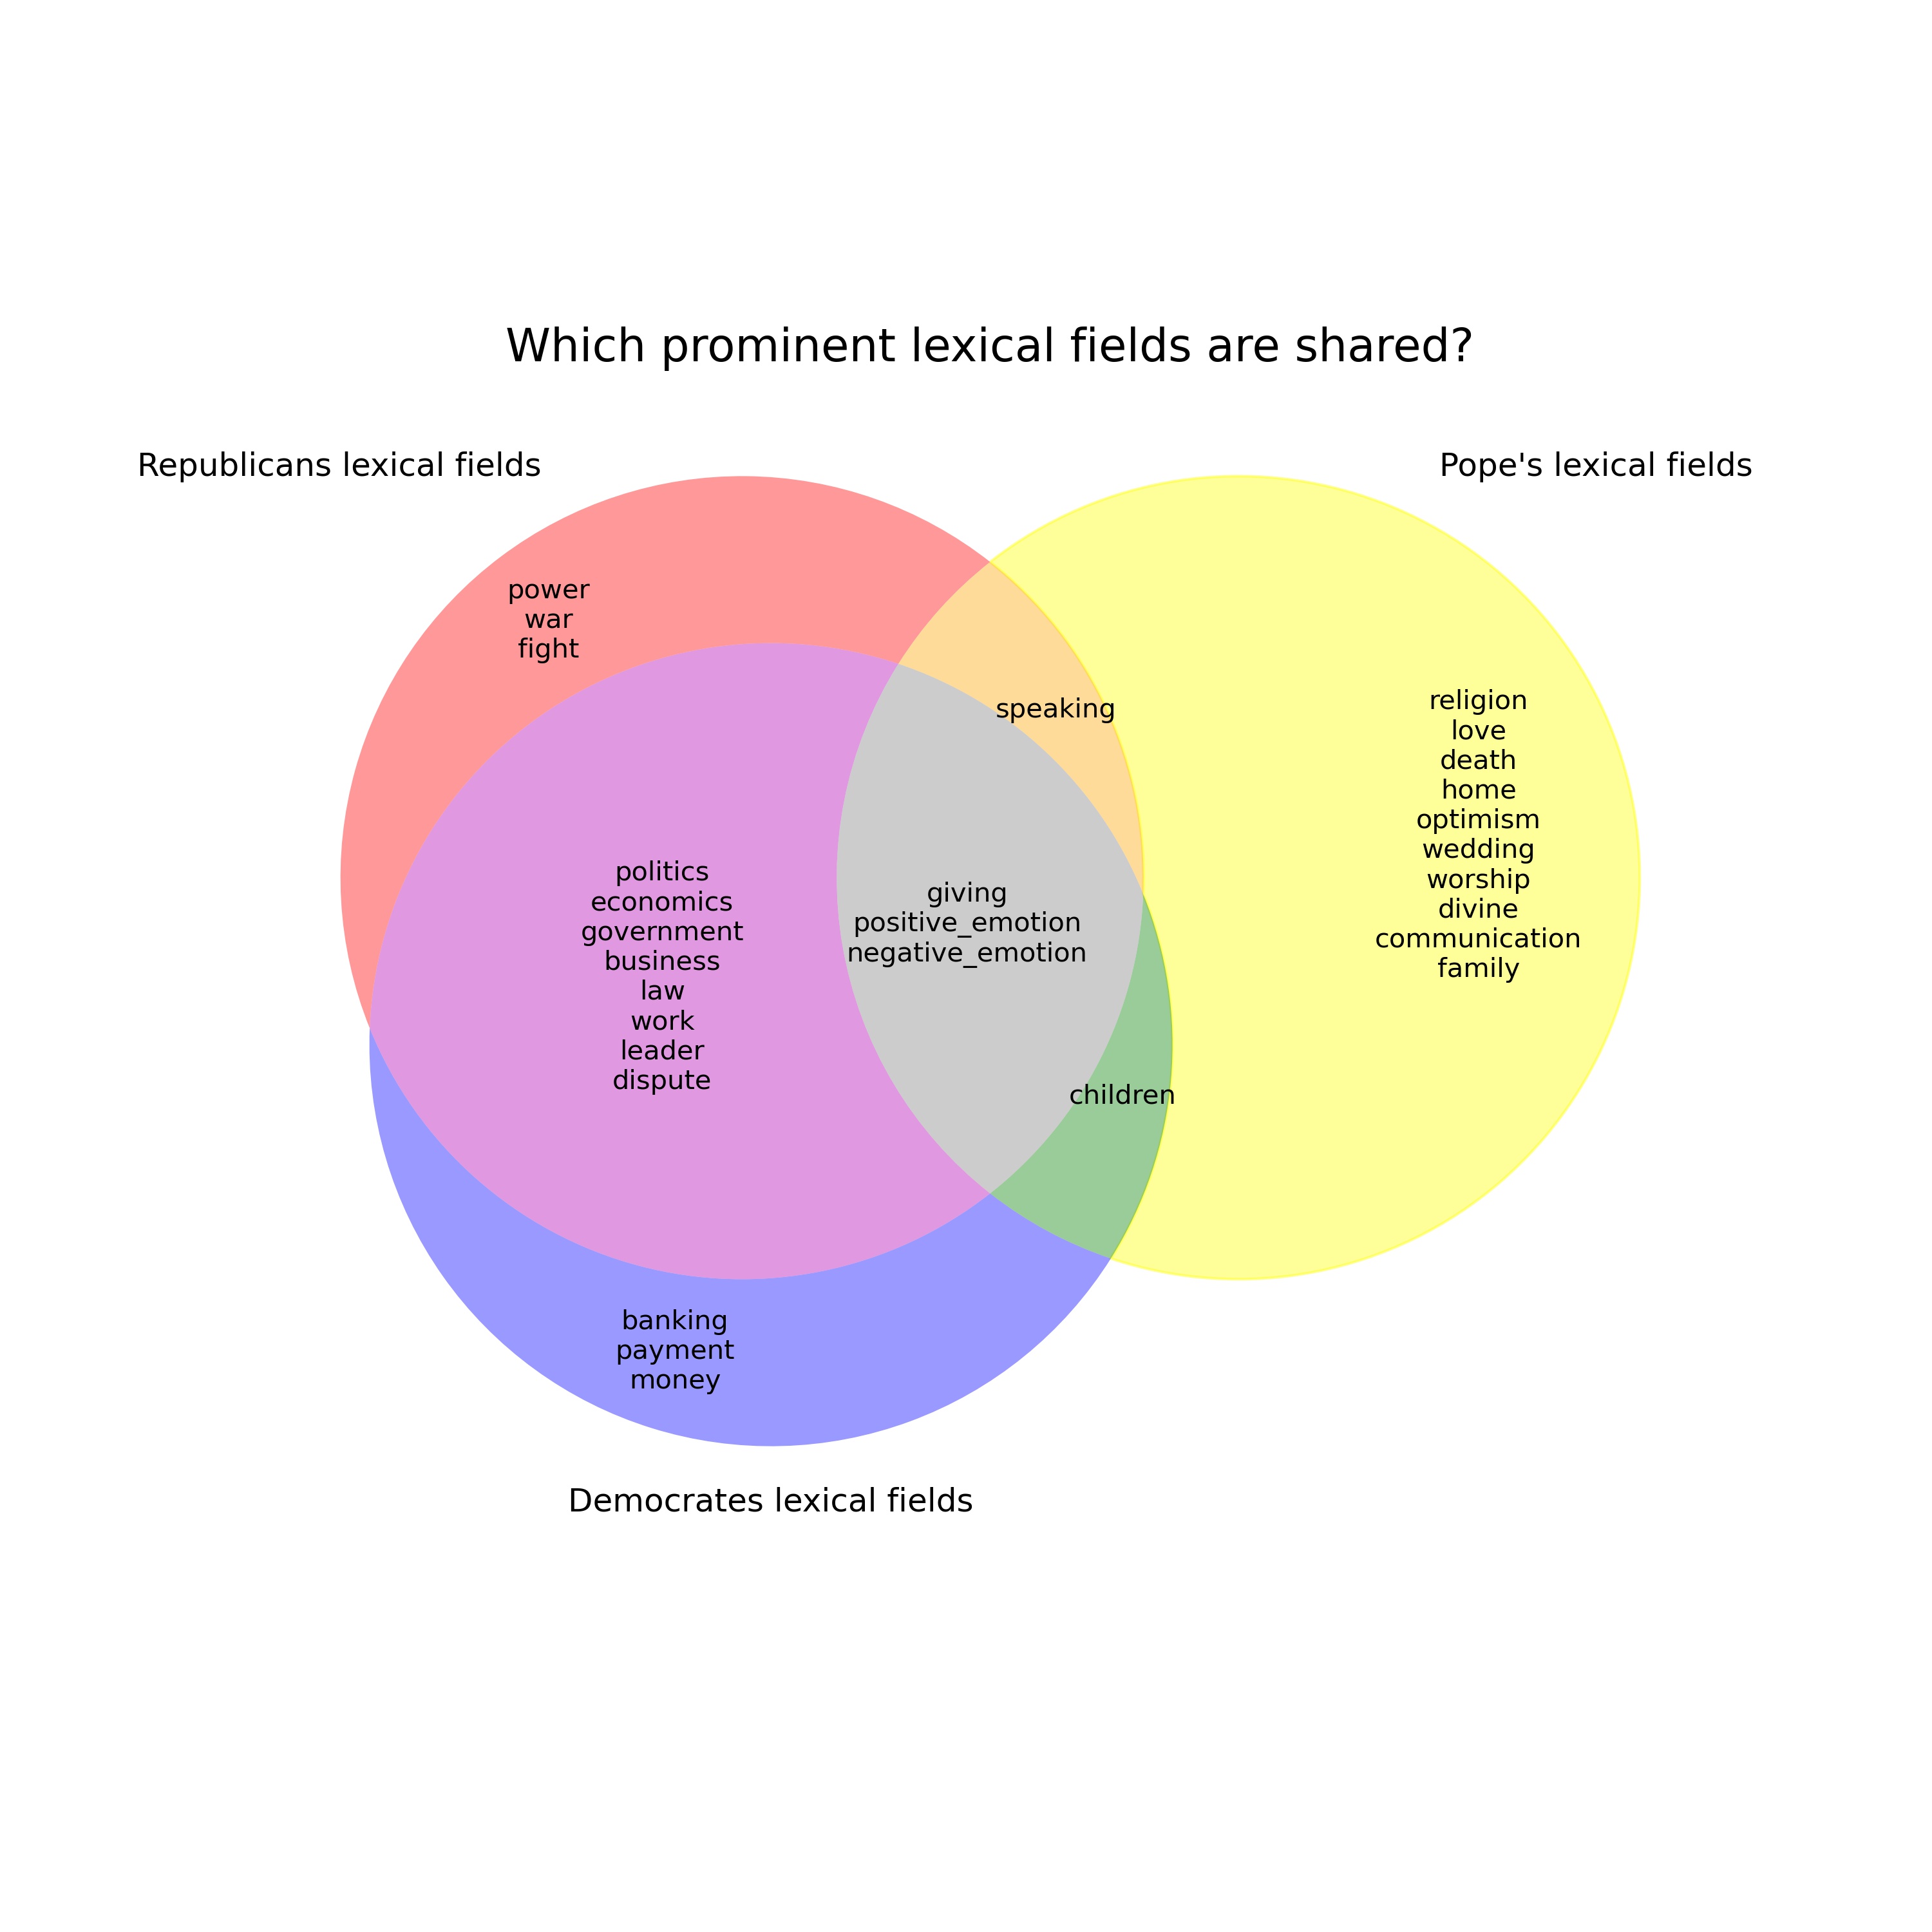 Which prominent lexical fields are shared?
Republicans lexical fields
Pope's lexical fields
power
war
fight
speaking
religion
love
death
home
optimism
wedding
worship
divine
communication
family
politics
economics
government
business
law
work
leader
dispute
giving
positive_emotion
negative_emotion
children
banking
payment
money
Democrates lexical fields